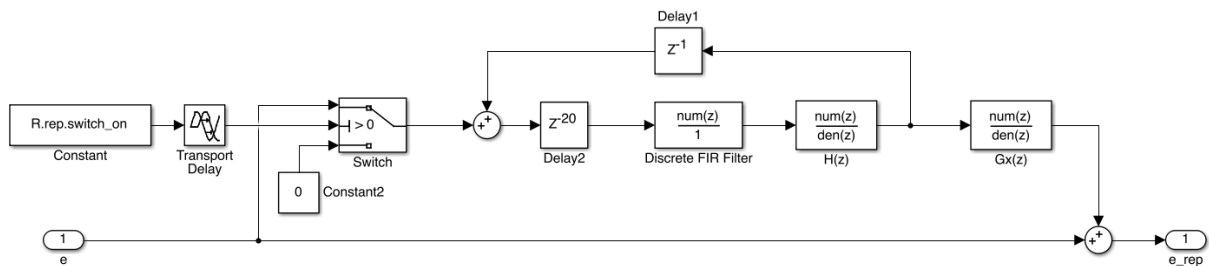 Delay1
Z-1
R.rep.switch_on
Constant
Transport
Delay
> 0
Switch
0
Constant2
++
Z-20
Delay2
num(z)
1
Discrete FIR Filter
num(z)
den(z)
H(z)
num(z)
den(z)
Gx(z)
1
e
++
1
e_rep